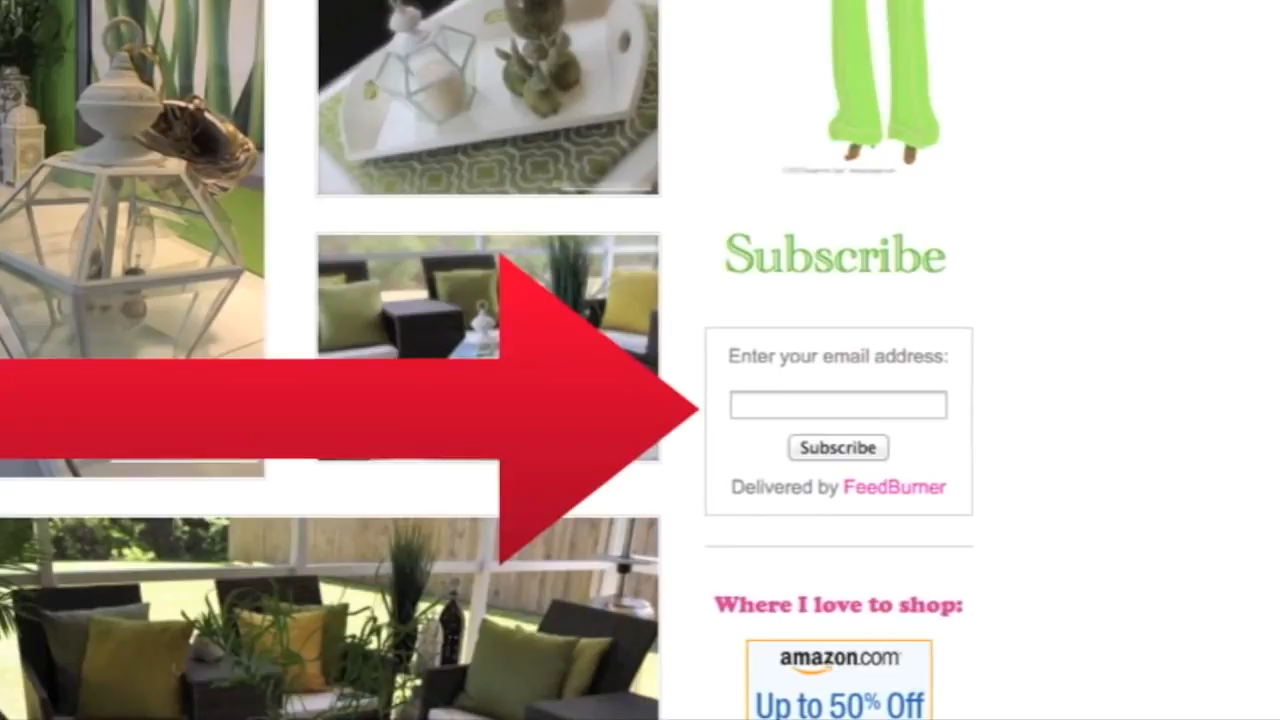 Subscribe
Enter your email address:
Subscribe
Delivered by FeedBurner
Where I love to shop:
amazon.com
Up to 50% Off